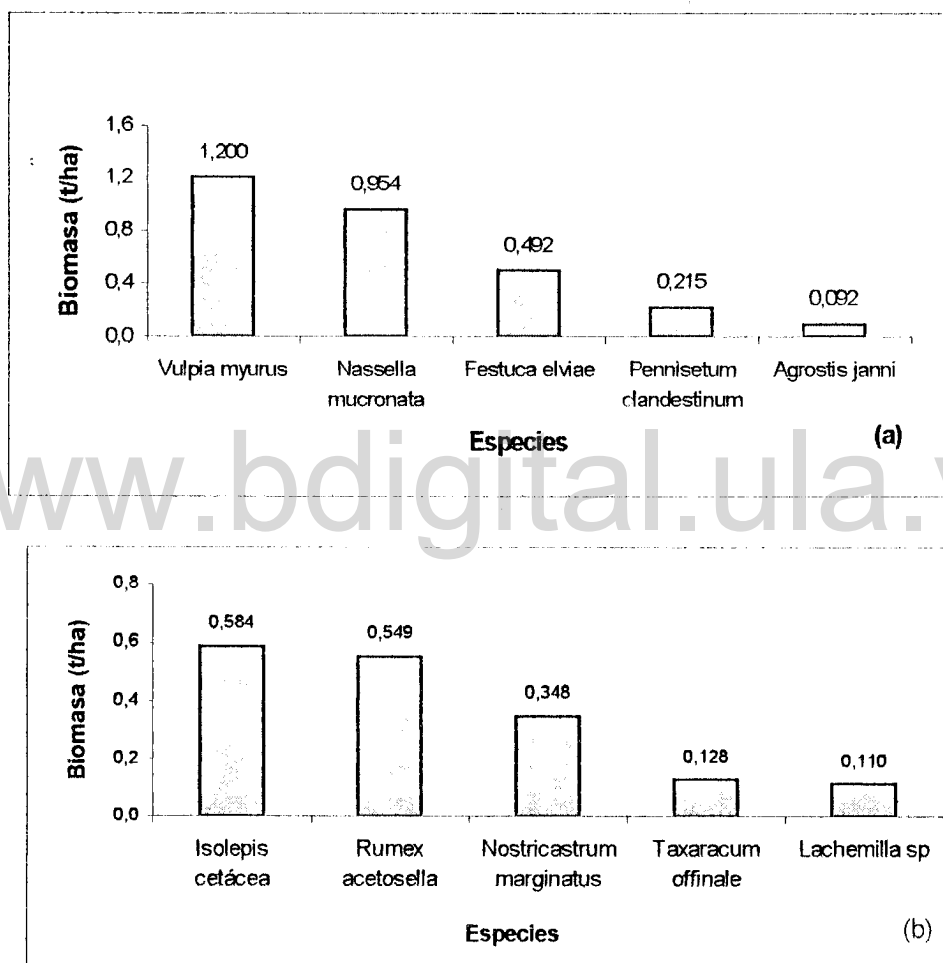 1,6
1,200
1,2
0,954
0,8
0,492
0,4
0,215
0,092
0,0
Biomasa (t/ha)
Vulpia myurus
Nassella mucronata
Festuca elviae
Pennisetum clandestinum
Agrostis janni
Especies
(a)
www.bdigital.ula.v
0,8
0,584
0,549
0,6
0,4
0,348
0,2
0,128
0,110
0,0
Biomasa (t/ha)
Isolepis cetácea
Rumex acetosella
Nostricastrum marginatus
Taxaracum offinale
Lachemilla sp
Especies
(b)